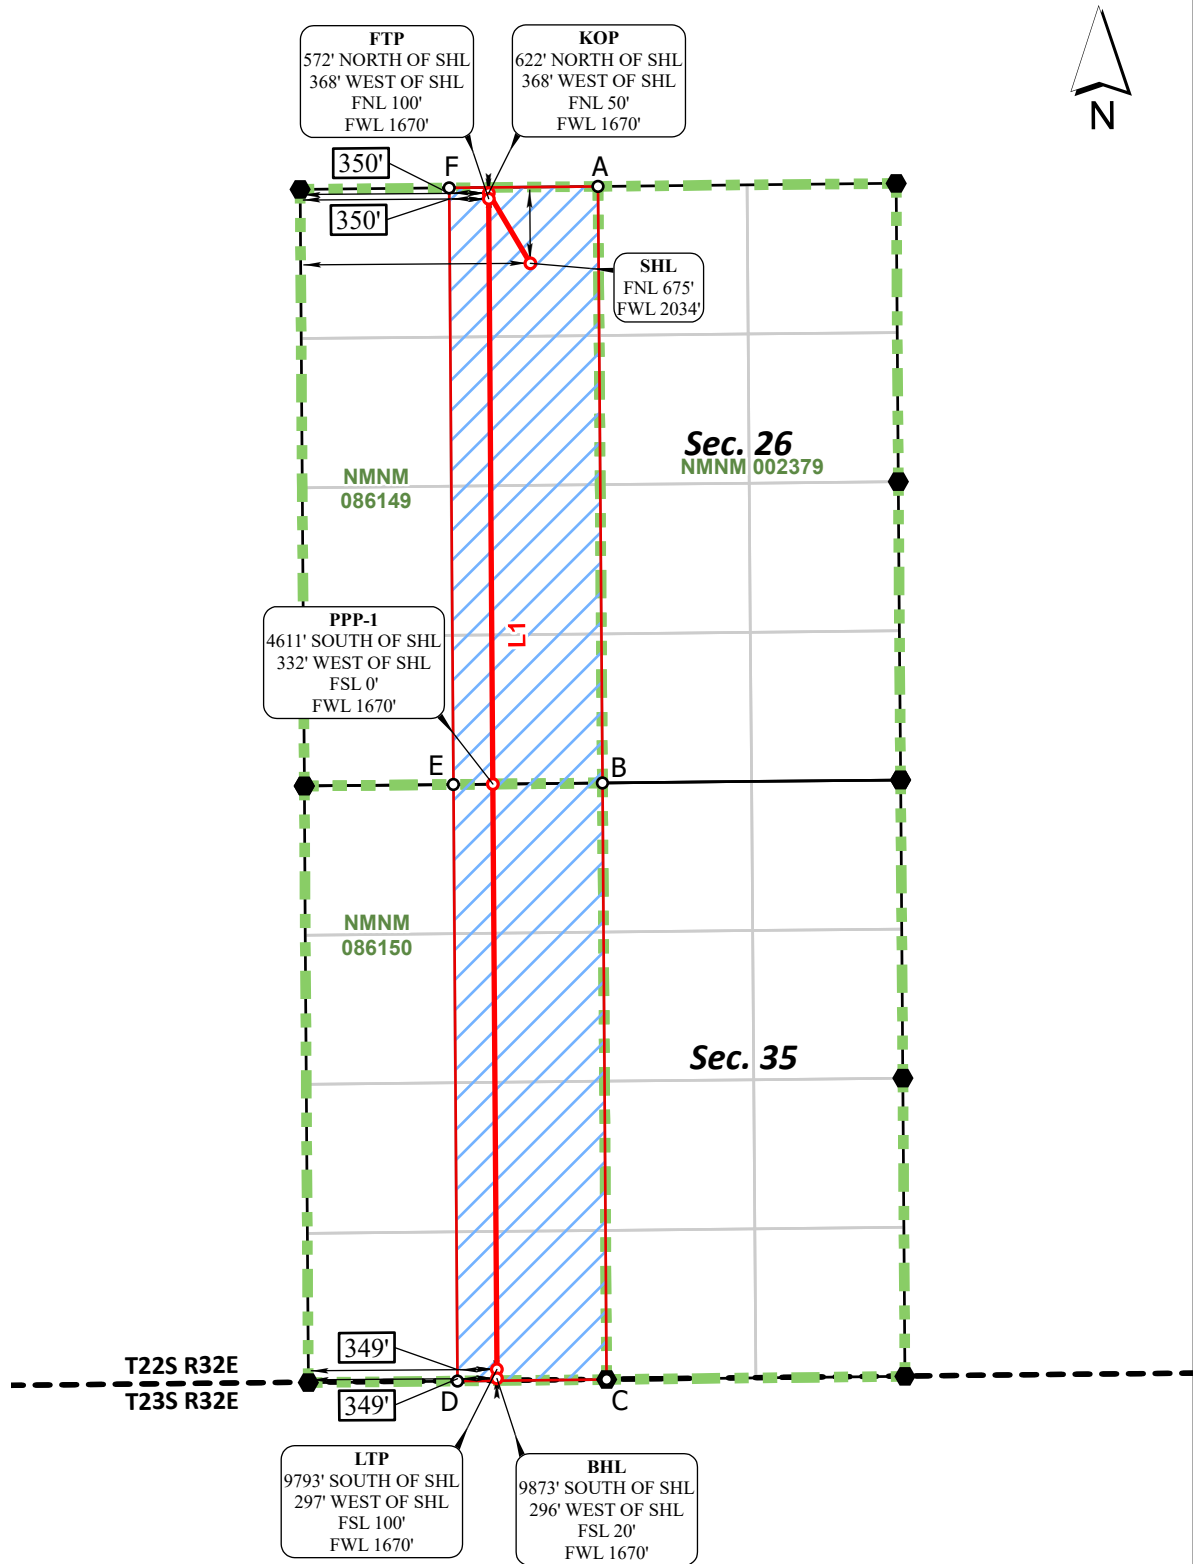 FTP
572' NORTH OF SHL
368' WEST OF SHL
FNL 100'
FWL 1670'
KOP
622' NORTH OF SHL
368' WEST OF SHL
FNL 50'
FWL 1670'
N
350'
F
A
350'
SHL
FNL 675'
FWL 2034'
Sec. 26
NMNM 002379
NMNM
086149
L1
PPP-1
4611' SOUTH OF SHL
332' WEST OF SHL
FSL 0'
FWL 1670'
E
B
NMNM
086150
Sec. 35
349'
T22S R32E
T23S R32E
349'
D
C
LTP
9793' SOUTH OF SHL
297' WEST OF SHL
FSL 100'
FWL 1670'
BHL
9873' SOUTH OF SHL
296' WEST OF SHL
FSL 20'
FWL 1670'